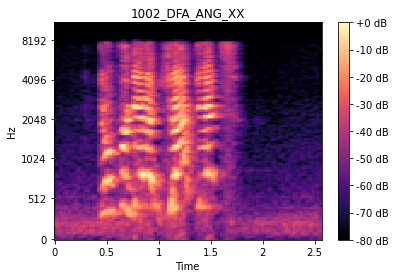 1002_DFA_ANG_XX
+0 dB
8192
-10 dB
4096
-20 dB
-30 dB
2048
Hz
-40 dB
1024
-50 dB
512
-60 dB
-70 dB
0
-80 dB
0
0.5
1
1.5
2
2.5
Time